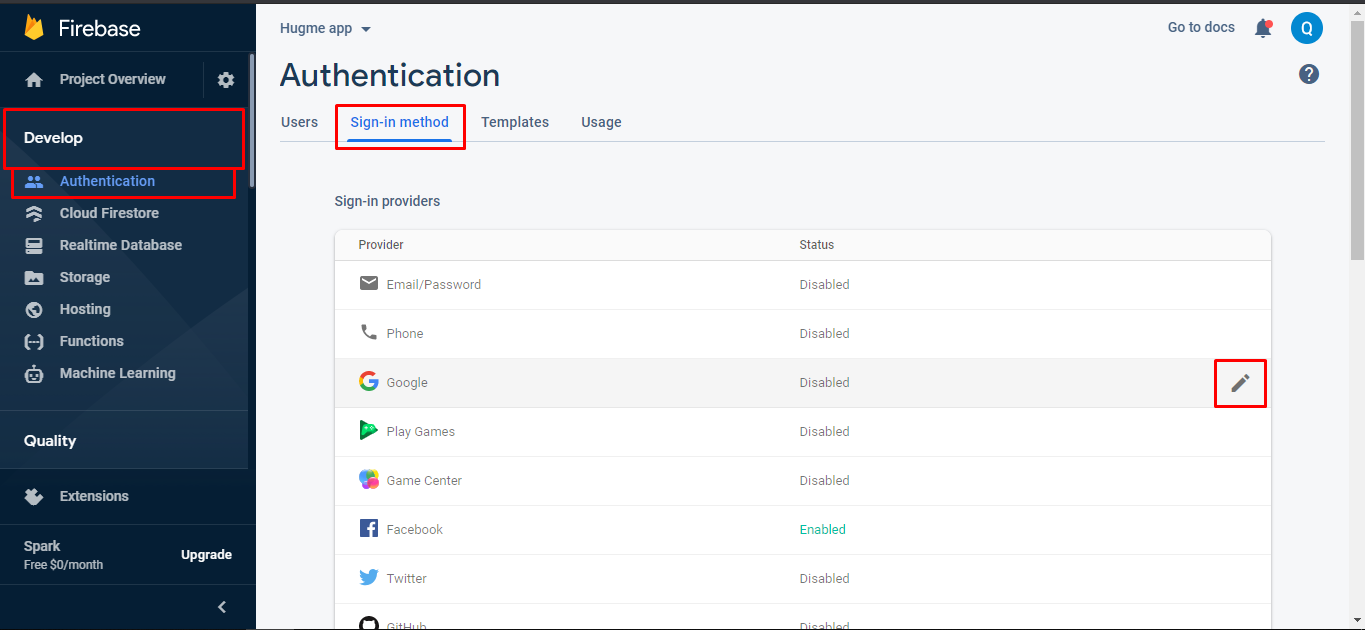 Firebase
Project Overview
Develop
Authentication
Cloud Firestore
Realtime Database
Storage
Hosting
Functions
Machine Learning
Quality
Extensions
Spark
Free $0/month
Upgrade
Hugme app
Go to docs
Q
Authentication
?
Users
Sign-in method
Templates
Usage
Sign-in providers
Provider Status
Email/Password Disabled
Phone Disabled
Google Disabled
Play Games Disabled
Game Center Disabled
Facebook Enabled
Twitter Disabled
GitHub Disabled